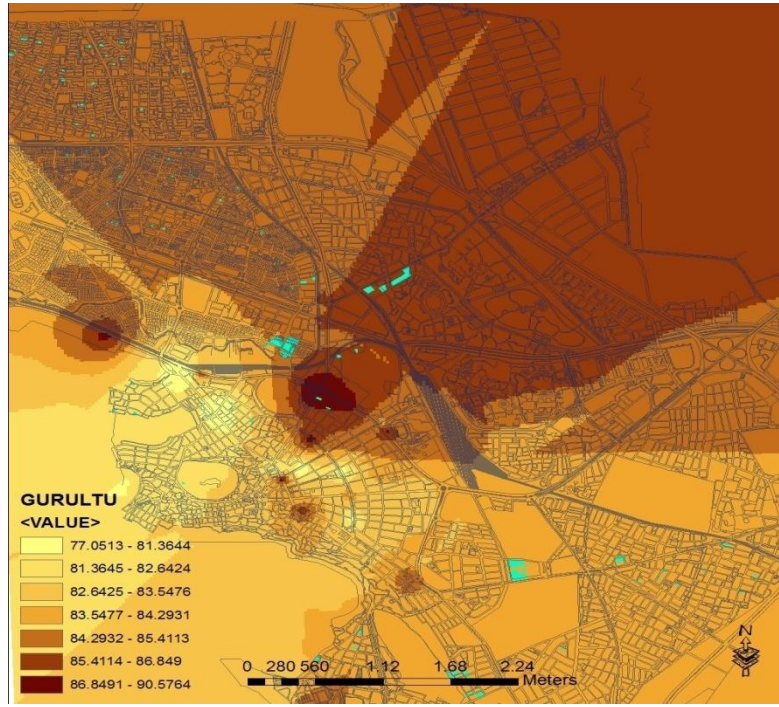 GURULTU
<VALUE>
77.0513 - 81.3644
81.3645 - 82.6424
82.6425 - 83.5476
83.5477 - 84.2931
84.2932 - 85.4113
85.4114 - 86.849
86.8491 - 90.5764
0 280 560 1.12 1.68 2.24
Meters
N